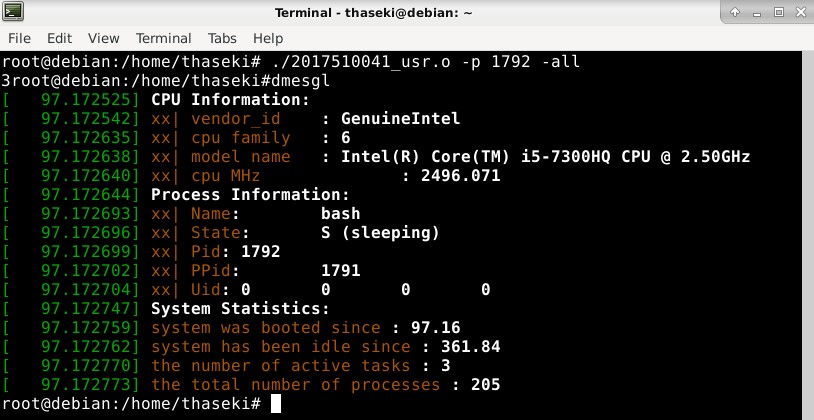 Terminal - thaseki@debian: ~
File Edit View Terminal Tabs Help
root@debian:/home/thaseki# ./2017510041_usr.o -p 1792 -all
3root@debian:/home/thaseki#dmesgl
[   97.172525] CPU Information:
[   97.172542] xx| vendor_id    : GenuineIntel
[   97.172635] xx| cpu family   : 6
[   97.172638] xx| model name   : Intel(R) Core(TM) i5-7300HQ CPU @ 2.50GHz
[   97.172640] xx| cpu MHz              : 2496.071
[   97.172644] Process Information:
[   97.172693] xx| Name:        bash
[   97.172696] xx| State:       S (sleeping)
[   97.172699] xx| Pid: 1792
[   97.172702] xx| PPid:        1791
[   97.172704] xx| Uid: 0       0       0       0
[   97.172747] System Statistics:
[   97.172759] system was booted since : 97.16
[   97.172762] system has been idle since : 361.84
[   97.172770] the number of active tasks : 3
[   97.172773] the total number of processes : 205
root@debian:/home/thaseki#